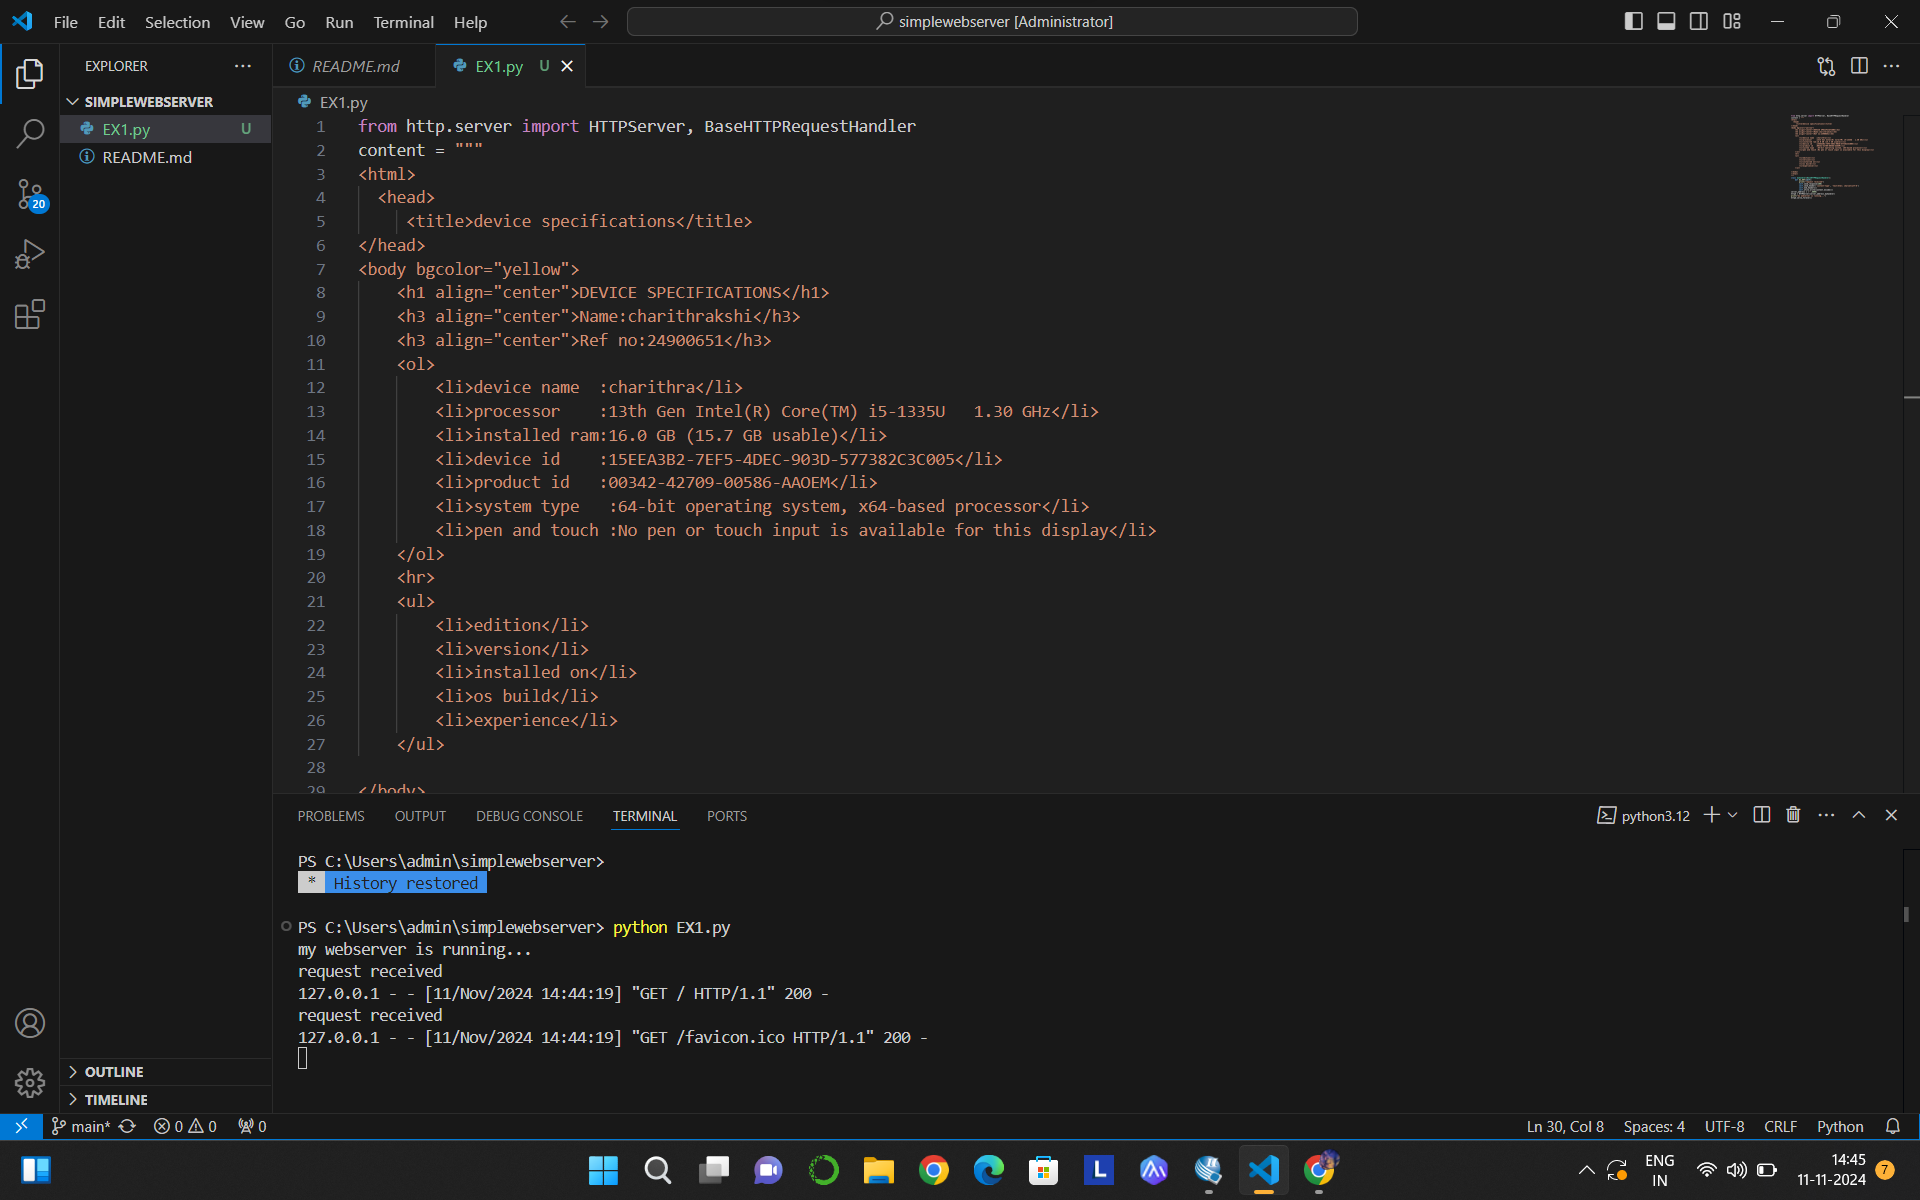 File Edit Selection View Go Run Terminal Help
simplewebserver [Administrator]
EXPLORER
README.md
EX1.py U
SIMPLEWEBSERVER
EX1.py U
README.md
20
EX1.py
1 from http.server import HTTPServer, BaseHTTPRequestHandler
2 content = """
3 <html>
4 <head>
5 <title>device specifications</title>
6 </head>
7 <body bgcolor="yellow">
8 <h1 align="center">DEVICE SPECIFICATIONS</h1>
9 <h3 align="center">Name:charithrakshi</h3>
10 <h3 align="center">Ref no:24900651</h3>
11 <ol>
12 <li>device name  :charithra</li>
13 <li>processor    :13th Gen Intel(R) Core(TM) i5-1335U   1.30 GHz</li>
14 <li>installed ram:16.0 GB (15.7 GB usable)</li>
15 <li>device id    :15EEA3B2-7EF5-4DEC-903D-577382C3C005</li>
16 <li>product id   :00342-42709-00586-AAOEM</li>
17 <li>system type   :64-bit operating system, x64-based processor</li>
18 <li>pen and touch :No pen or touch input is available for this display</li>
19 </ol>
20 <hr>
21 <ul>
22 <li>edition</li>
23 <li>version</li>
24 <li>installed on</li>
25 <li>os build</li>
26 <li>experience</li>
27 </ul>
28
29 </body>
PROBLEMS OUTPUT DEBUG CONSOLE TERMINAL PORTS
python3.12
PS C:\Users\admin\simplewebserver>
* History restored
PS C:\Users\admin\simplewebserver> python EX1.py
my webserver is running...
request received
127.0.0.1 - - [11/Nov/2024 14:44:19] "GET / HTTP/1.1" 200 -
request received
127.0.0.1 - - [11/Nov/2024 14:44:19] "GET /favicon.ico HTTP/1.1" 200 -
OUTLINE
TIMELINE
main* 0 0 0
Ln 30, Col 8 Spaces: 4 UTF-8 CRLF Python
L
ENG
IN
14:45
11-11-2024
7